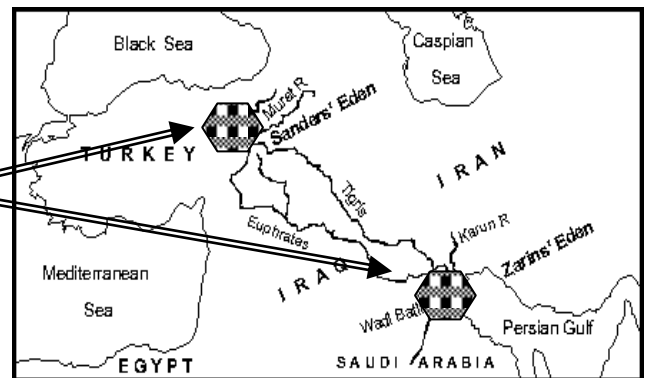 Black Sea
Caspian
Sea
Murat R
Sanders' Eden
TURKEY
IRAN
Tigris
Karun R
Euphrates
Zarins' Eden
Mediterranean
Sea
IRAQ
Wadi Bati
Persian Gulf
EGYPT
SAUDI ARABIA